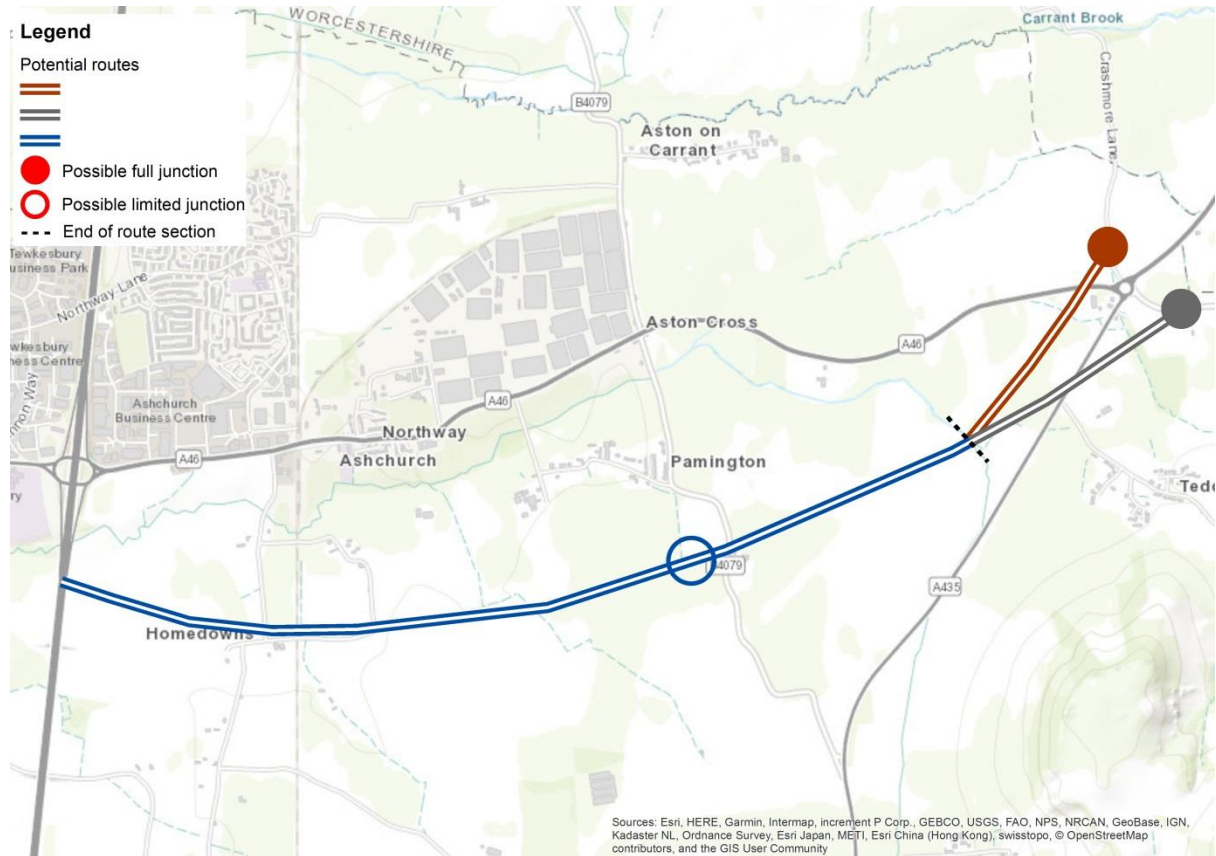 Legend
Potential routes
Possible full junction
Possible limited junction
End of route section
WORCESTERSHIRE
Carrant Brook
Crashmore Lane
B4079
Aston on
Carrant
Tewkesbury
Business Park
Northway Lane
Aston Cross
A46
Ashchurch
Business Centre
A46
Northway
Ashchurch
A46
Pamington
Homedowns
B4079
A435
Sources: Esri, HERE, Garmin, Intermap, increment P Corp., GEBCO, USGS, FAO, NPS, NRCAN, GeoBase, IGN,
Kadaster NL, Ordnance Survey, Esri Japan, METI, Esri China (Hong Kong), swisstopo, © OpenStreetMap
contributors, and the GIS User Community